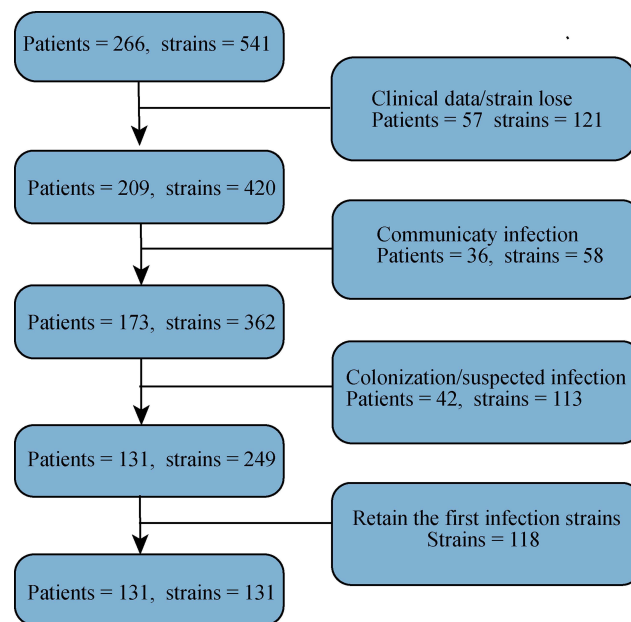 Patients = 266, strains = 541
Clinical data/strain lose
Patients = 57 strains = 121
Patients = 209, strains = 420
Communicaty infection
Patients = 36, strains = 58
Patients = 173, strains = 362
Colonization/suspected infection
Patients = 42, strains = 113
Patients = 131, strains = 249
Retain the first infection strains
Strains = 118
Patients = 131, strains = 131